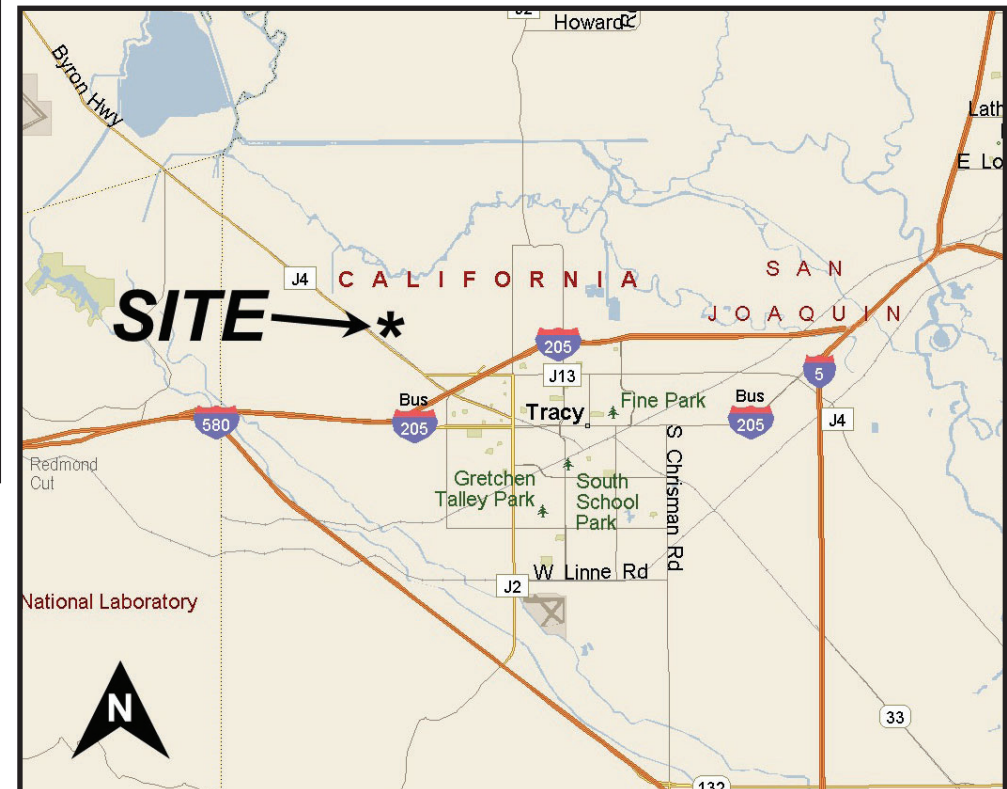 J2
Howard
Byron Hwy
Lath
E Lo
J4
CALIFORNIA
SAN
JOAQUIN
SITE
*
205
J13
5
Bus
205
Tracy
Fine Park
Bus
205
J4
580
Redmond
Cut
Gretchen
Talley Park
South
School
Park
S Chrisman Rd
W Linne Rd
J2
National Laboratory
N
33
132